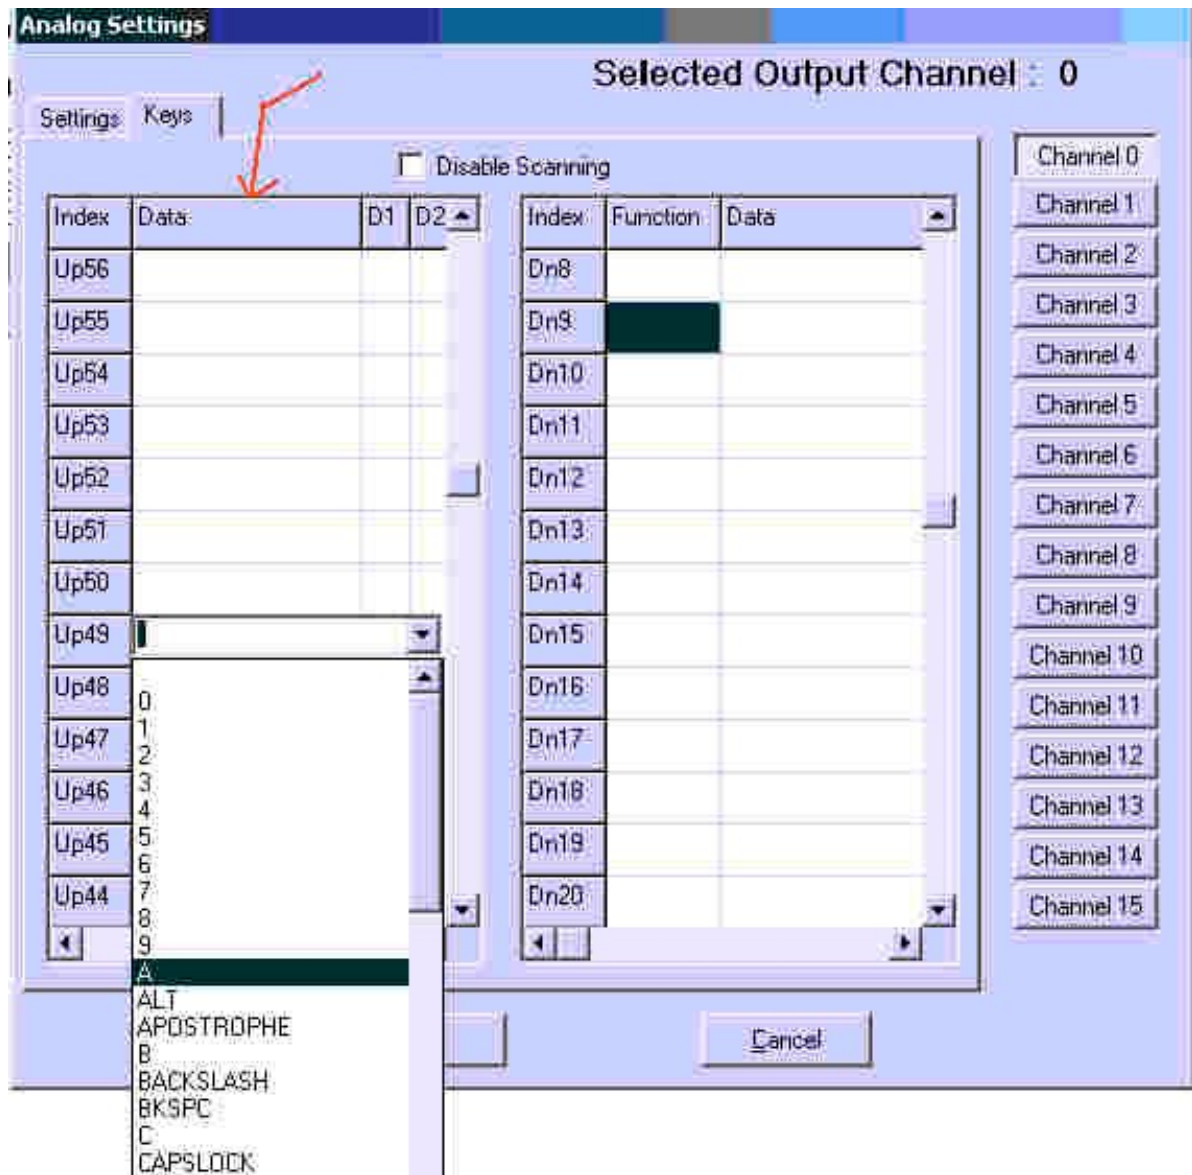 Analog Settings
Selected Output Channel : 0
Settings Keys
Disable Scanning
Index Data D1 D2
Up56
Up55
Up54
Up53
Up52
Up51
Up50
Up49
Up48
Up47
Up46
Up45
Up44
0
1
2
3
4
5
6
7
8
9
A
ALT
APOSTROPHE
B
BACKSLASH
BKSPC
C
CAPSLOCK
Index Function Data
Dn8
Dn9
Dn10
Dn11
Dn12
Dn13
Dn14
Dn15
Dn16
Dn17
Dn18
Dn19
Dn20
Channel 0
Channel 1
Channel 2
Channel 3
Channel 4
Channel 5
Channel 6
Channel 7
Channel 8
Channel 9
Channel 10
Channel 11
Channel 12
Channel 13
Channel 14
Channel 15
Cancel